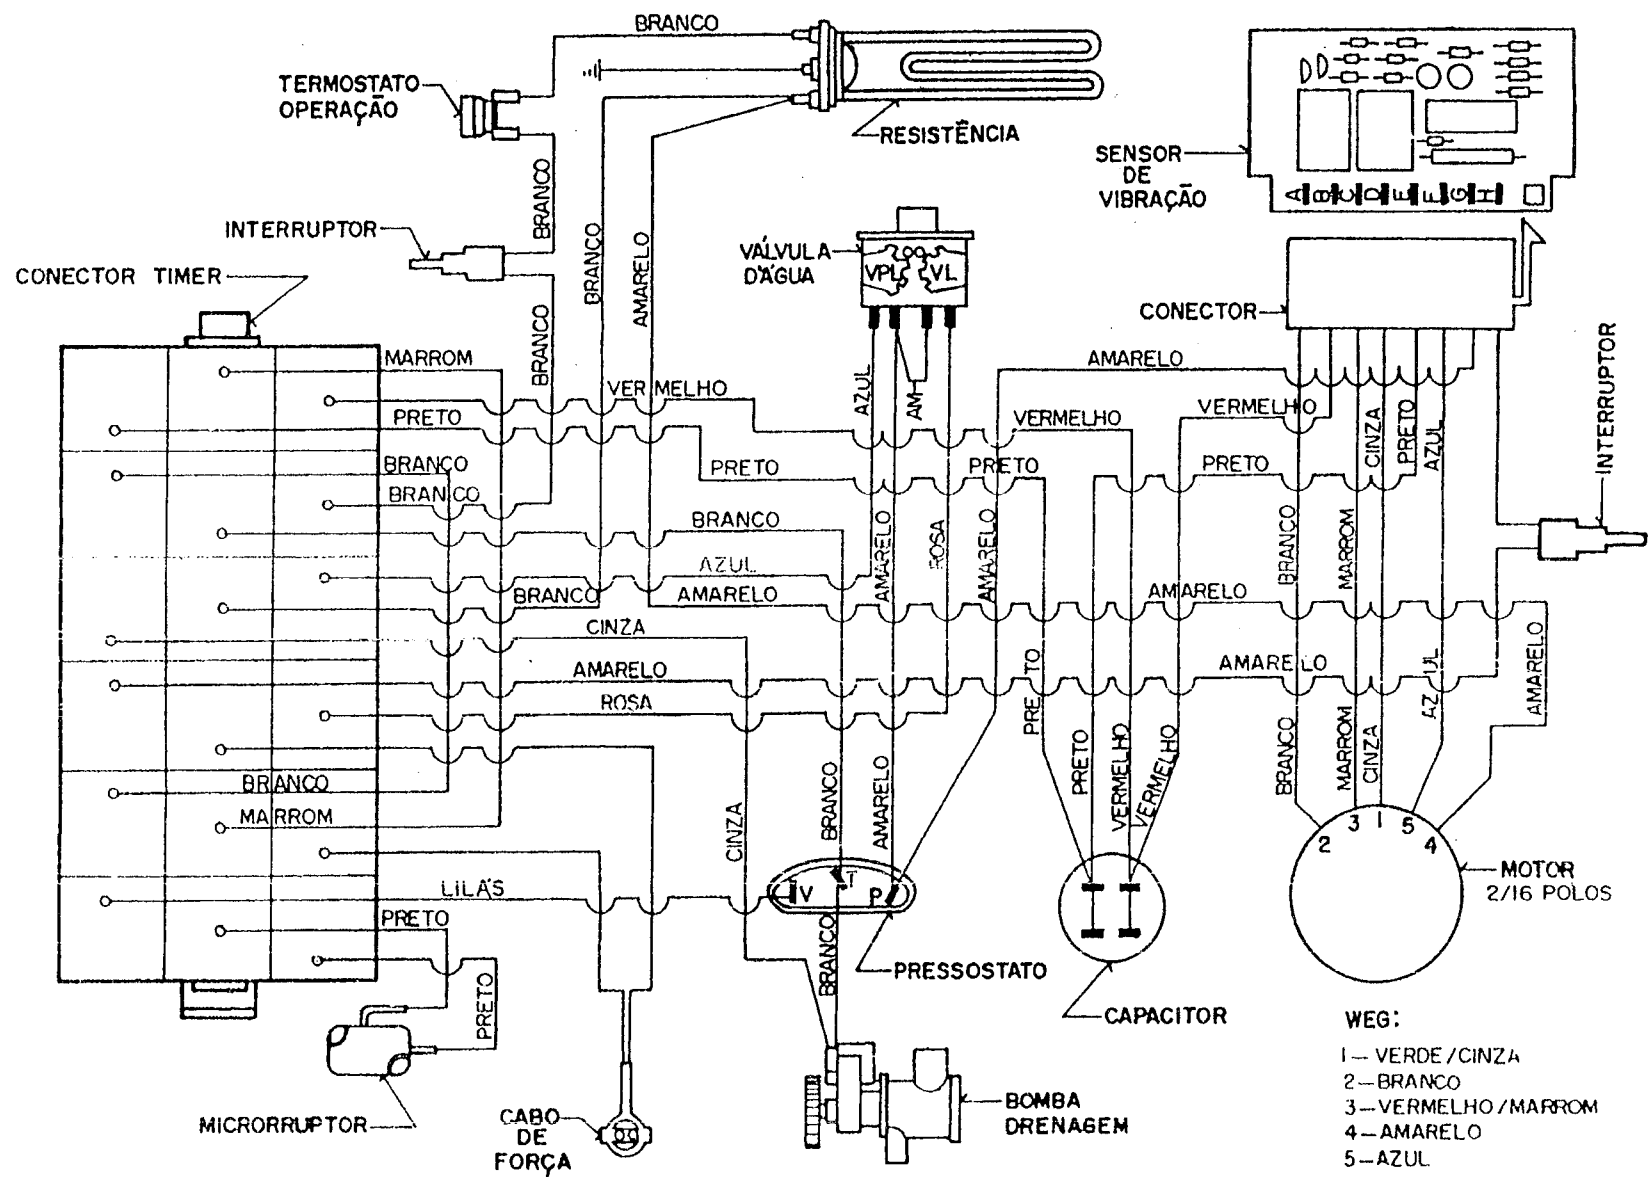 BRANCO
TERMOSTATO
OPERAÇÃO
RESISTÊNCIA
SENSOR
DE
VIBRAÇÃO
A B C D E F G H
BRANCO
INTERRUPTOR
CONECTOR TIMER
BRANCO
AMARELO
VÁLVULA
D'ÁGUA
VPL VL
CONECTOR
INTERRUPTOR
BRANCO
MARROM
VERMELHO
PRETO
AZUL
AM
AMARELO
VERMELHO
VERMELHO
CINZA
PRETO
AZUL
BRANCO
BRANCO
PRETO
PRETO
PRETO
BRANCO
AMARELO
ROSA
AMARELO
BRANCO
MARROM
AZUL
BRANCO
AMARELO
AMARELO
CINZA
AMARELO
AMARELO
ROSA
PRETO
AZUL
AMARELO
BRANCO
MARROM
CINZA
BRANCO
AMARELO
PRETO
VERMELHO
VERMELHO
BRANCO
MARROM
CINZA
2 3 1 5 4
LILÁS
V T P
MOTOR
2/16 POLOS
PRETO
PRETO
BRANCO
PRESSOSTATO
CAPACITOR
MICRORRUPTOR
CABO
DE
FORÇA
BOMBA
DRENAGEM
WEG:
1 — VERDE/CINZA
2 — BRANCO
3 — VERMELHO/MARROM
4 — AMARELO
5 — AZUL